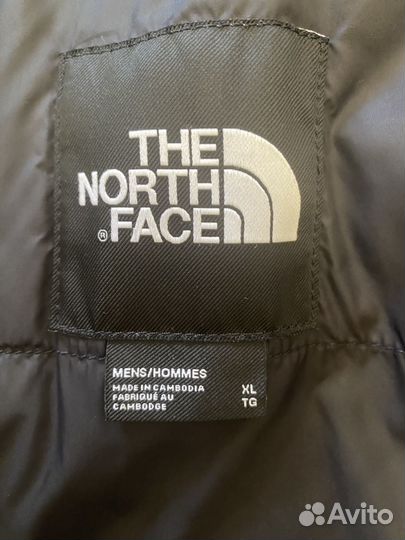 THE
NORTH
FACE
®
MENS/HOMMES
MADE IN CAMBODIA
FABRIQUÉ AU
CAMBODGE
XL
TG
Avito